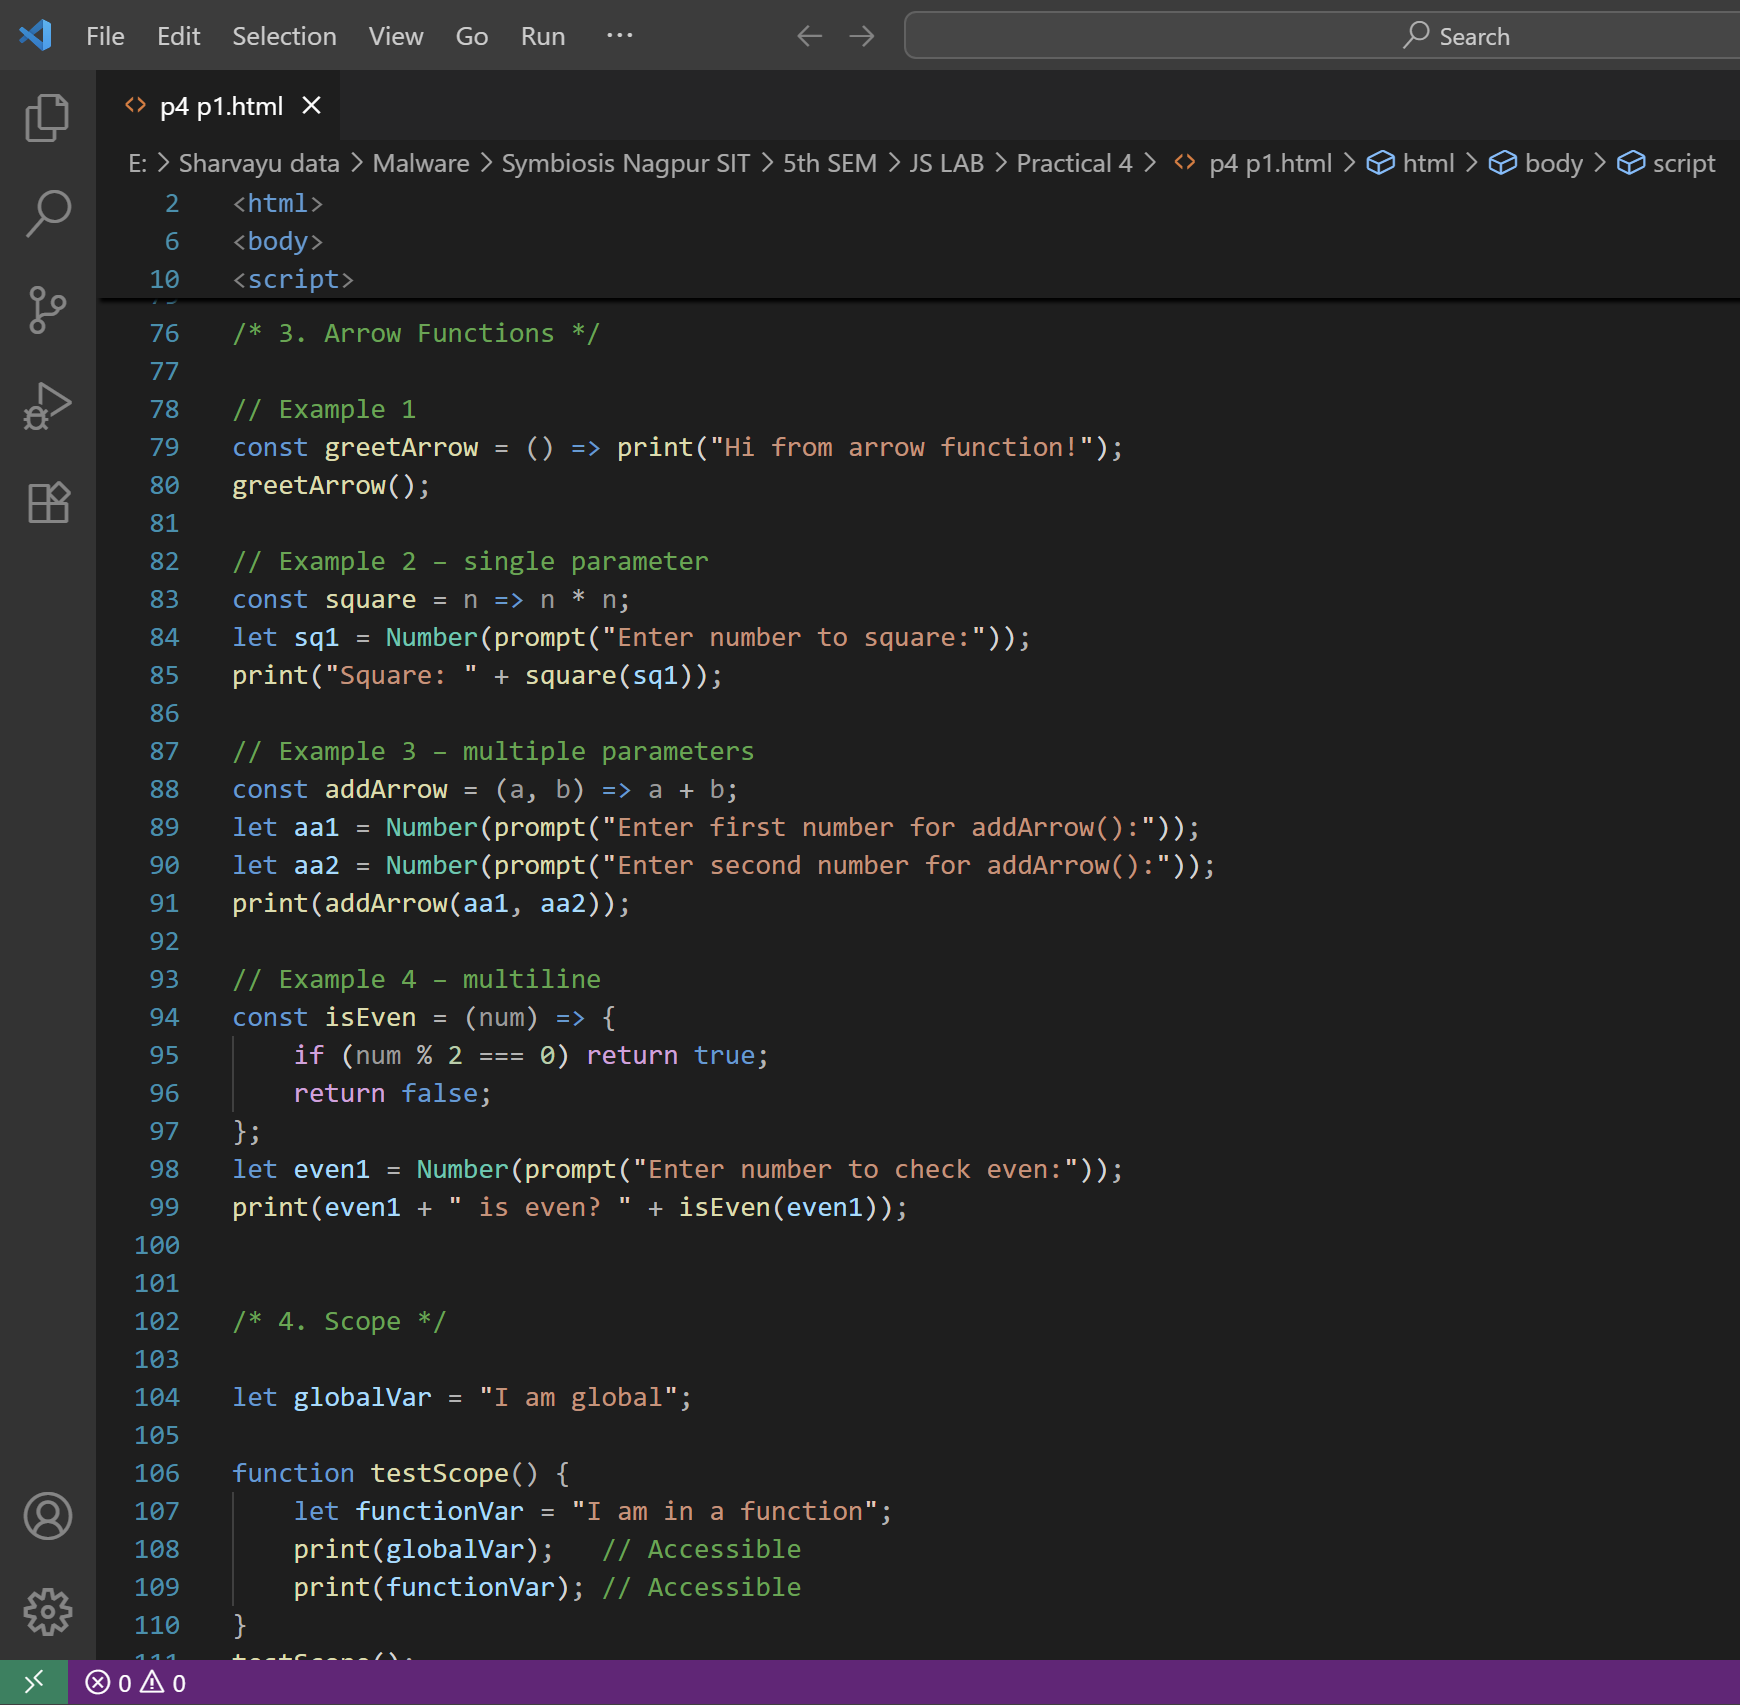 File Edit Selection View Go Run ··· Search
p4 p1.html
E: > Sharvayu data > Malware > Symbiosis Nagpur SIT > 5th SEM > JS LAB > Practical 4 > p4 p1.html > html > body > script
2 <html>
6 <body>
10 <script>
76 /* 3. Arrow Functions */
77
78 // Example 1
79 const greetArrow = () => print("Hi from arrow function!");
80 greetArrow();
81
82 // Example 2 – single parameter
83 const square = n => n * n;
84 let sq1 = Number(prompt("Enter number to square:"));
85 print("Square: " + square(sq1));
86
87 // Example 3 – multiple parameters
88 const addArrow = (a, b) => a + b;
89 let aa1 = Number(prompt("Enter first number for addArrow():"));
90 let aa2 = Number(prompt("Enter second number for addArrow():"));
91 print(addArrow(aa1, aa2));
92
93 // Example 4 – multiline
94 const isEven = (num) => {
95     if (num % 2 === 0) return true;
96     return false;
97 };
98 let even1 = Number(prompt("Enter number to check even:"));
99 print(even1 + " is even? " + isEven(even1));
100
101
102 /* 4. Scope */
103
104 let globalVar = "I am global";
105
106 function testScope() {
107     let functionVar = "I am in a function";
108     print(globalVar);   // Accessible
109     print(functionVar); // Accessible
110 }
111 testScope();
0 0